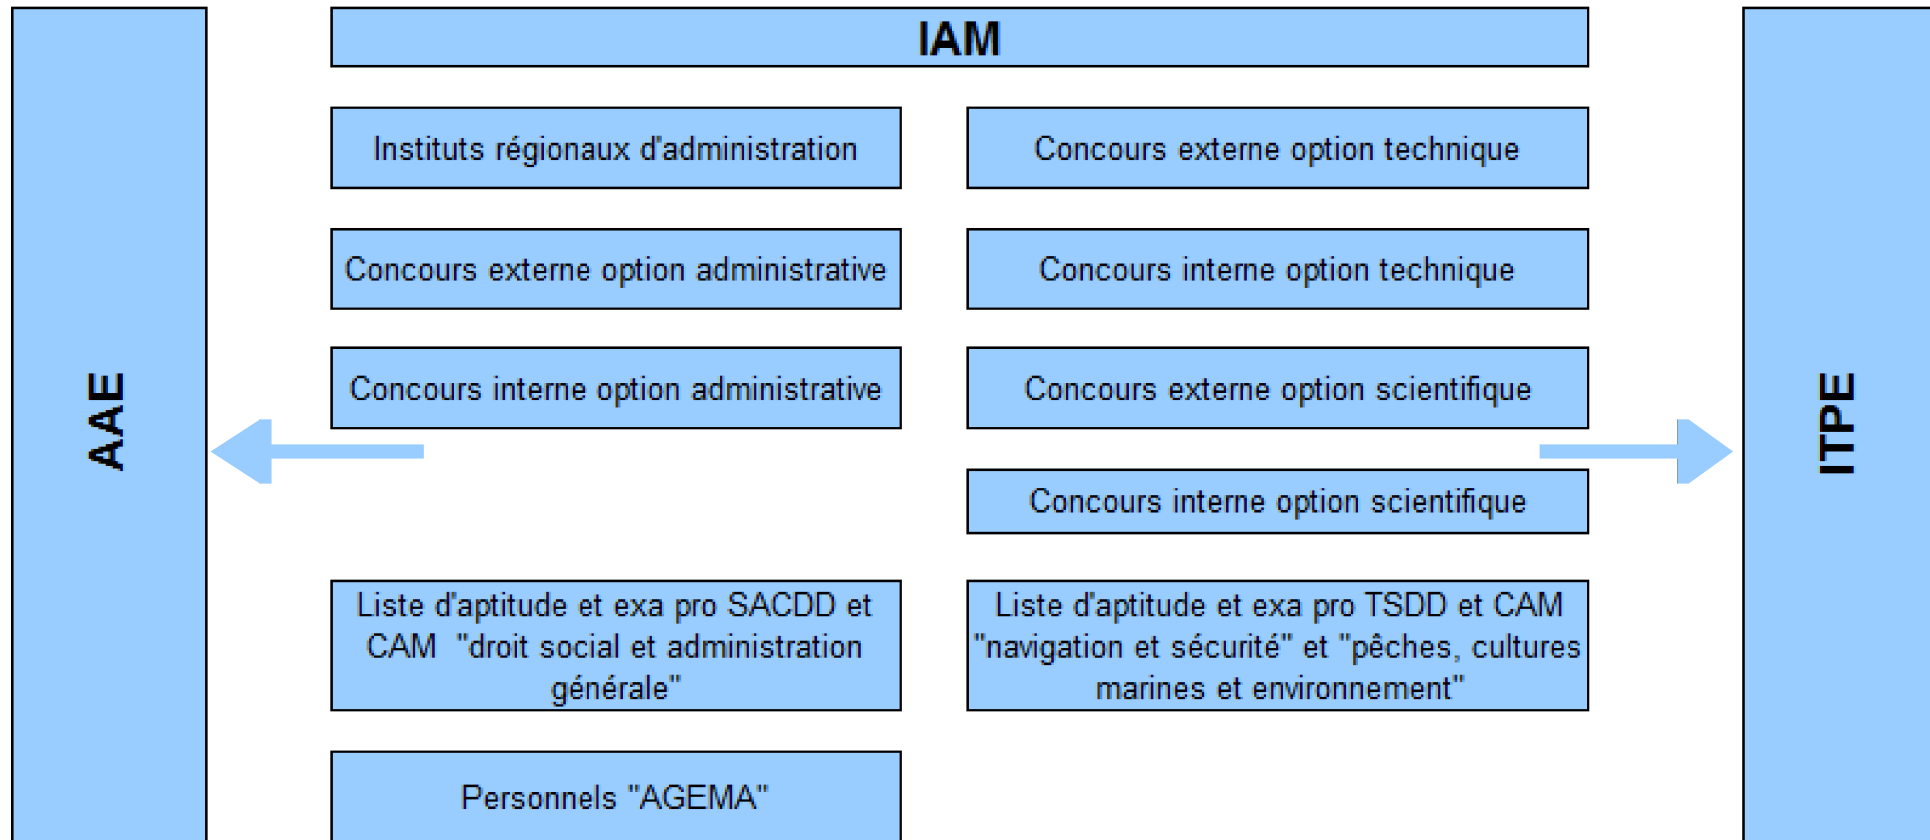 IAM
AAE
Instituts régionaux d'administration
Concours externe option administrative
Concours interne option administrative
Liste d'aptitude et exa pro SACDD et
CAM  "droit social et administration
générale"
Personnels "AGEMA"
Concours externe option technique
Concours interne option technique
Concours externe option scientifique
Concours interne option scientifique
Liste d'aptitude et exa pro TSDD et CAM
"navigation et sécurité" et "pêches, cultures
marines et environnement"
ITPE